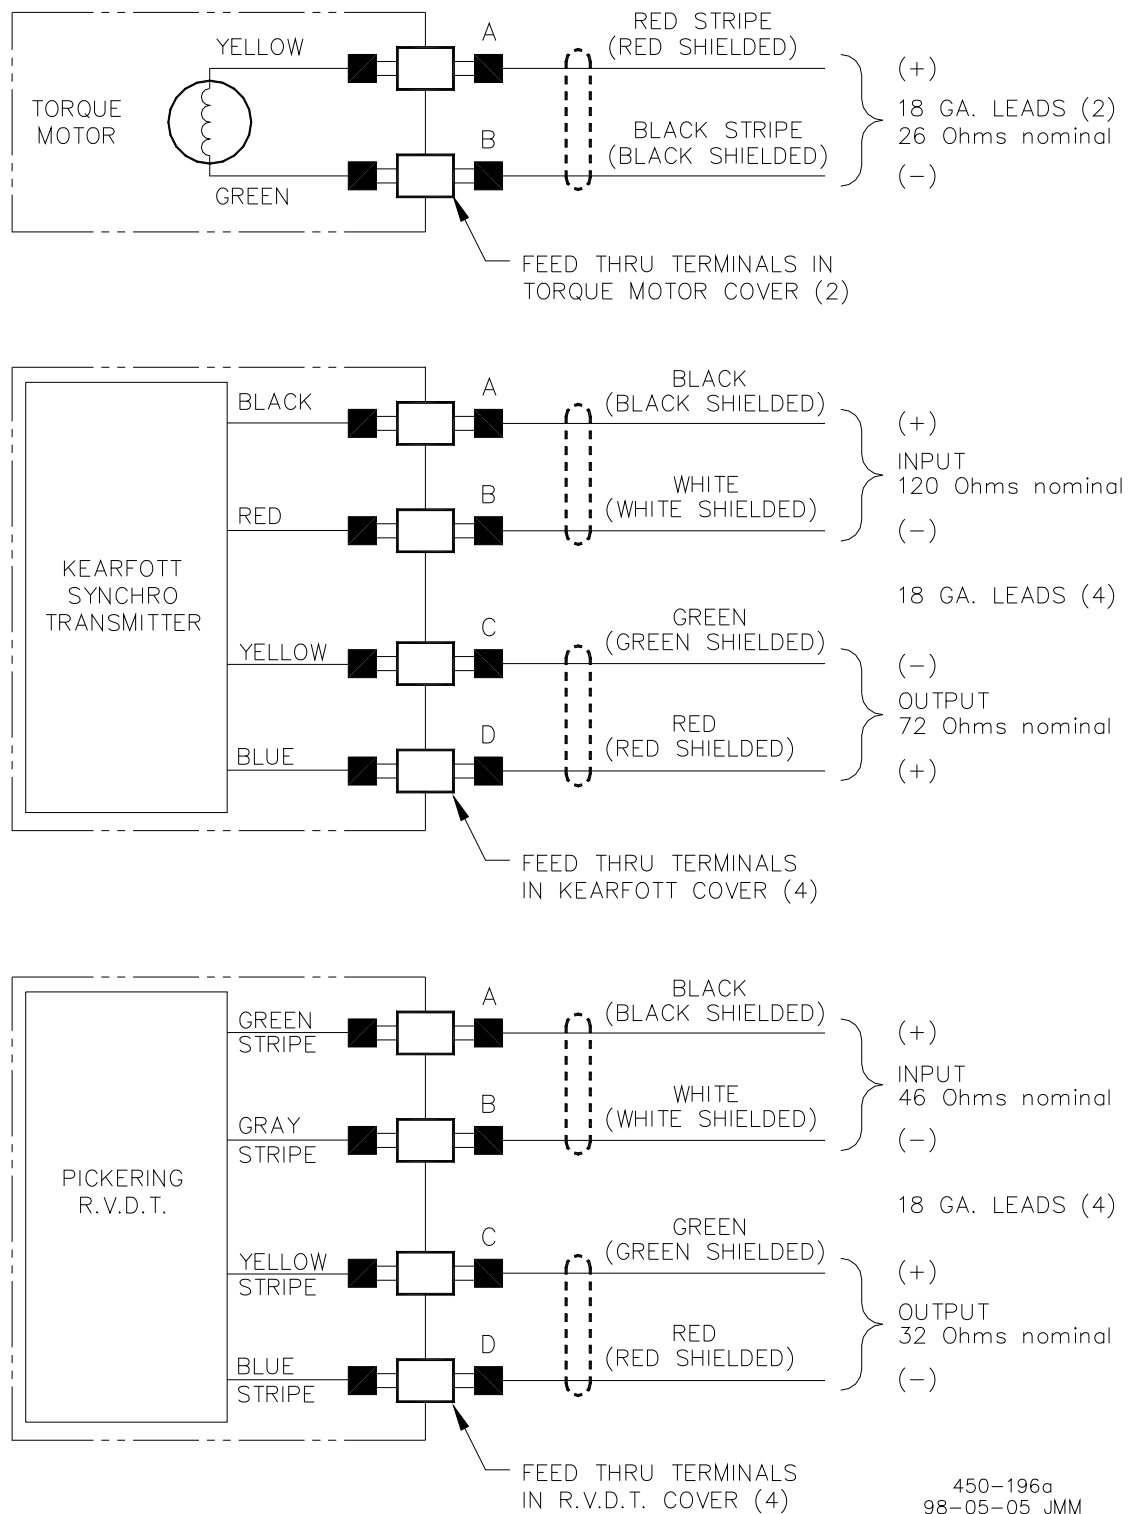 RED STRIPE
(RED SHIELDED)
A
YELLOW
(+)
TORQUE
MOTOR
18 GA. LEADS (2)
26 Ohms nominal
BLACK STRIPE
(BLACK SHIELDED)
B
(-)
GREEN
FEED THRU TERMINALS IN
TORQUE MOTOR COVER (2)
BLACK
(BLACK SHIELDED)
A
BLACK
(+)
INPUT
120 Ohms nominal
WHITE
(WHITE SHIELDED)
B
RED
(-)
KEARFOTT
SYNCHRO
TRANSMITTER
18 GA. LEADS (4)
GREEN
(GREEN SHIELDED)
C
YELLOW
(-)
OUTPUT
72 Ohms nominal
RED
(RED SHIELDED)
D
BLUE
(+)
FEED THRU TERMINALS
IN KEARFOTT COVER (4)
BLACK
(BLACK SHIELDED)
A
GREEN
STRIPE
(+)
INPUT
46 Ohms nominal
WHITE
(WHITE SHIELDED)
B
GRAY
STRIPE
(-)
PICKERING
R.V.D.T.
18 GA. LEADS (4)
GREEN
(GREEN SHIELDED)
C
YELLOW
STRIPE
(+)
OUTPUT
32 Ohms nominal
RED
(RED SHIELDED)
D
BLUE
STRIPE
(-)
FEED THRU TERMINALS
IN R.V.D.T. COVER (4)
450-196a
98-05-05 JMM